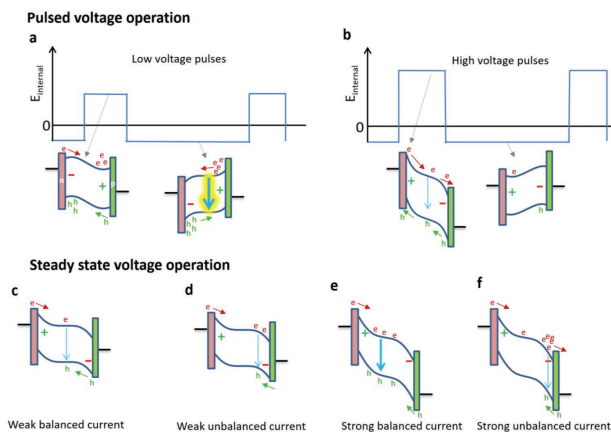 Pulsed voltage operation
a
b
Low voltage pulses
High voltage pulses
E internal
0
E internal
0
e
e e e
-
+
h
h h h
e
e e e
-
+
h h h
h
e
e
e
+
-
h
h
h
+
-
Steady state voltage operation
c
d
e
f
e
e
+
-
h
h
e
e
+
-
h
h
e
e e e
+
-
h h h
h
e
e
e e e
+
-
h
h
Weak balanced current
Weak unbalanced current
Strong balanced current
Strong unbalanced current